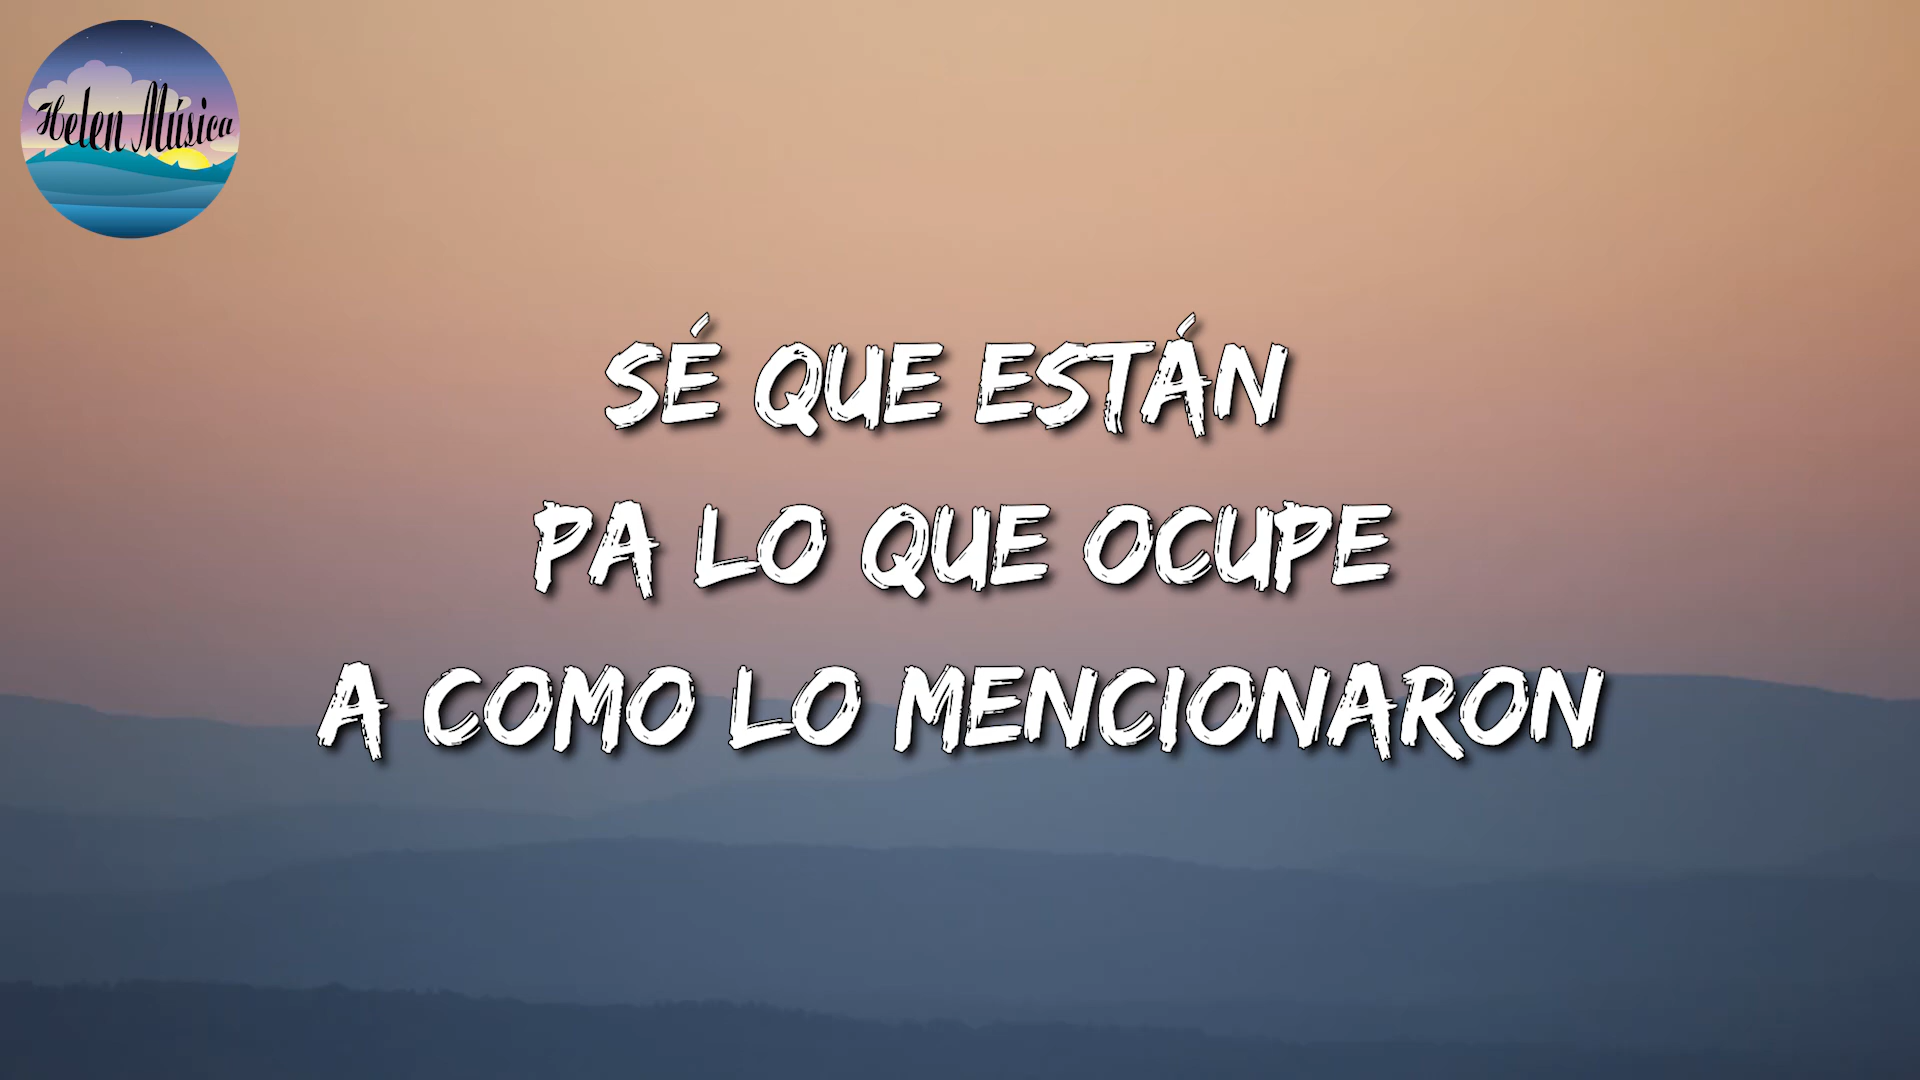 Helen Música
SÉ QUE ESTÁN
PA LO QUE OCUPE
A COMO LO MENCIONARON